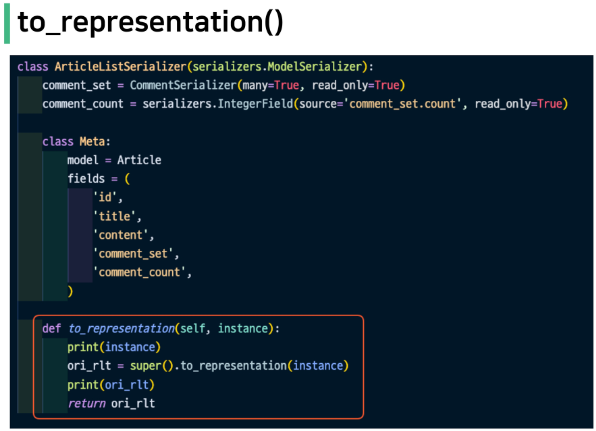 to_representation()
class ArticleListSerializer(serializers.ModelSerializer):
    comment_set = CommentSerializer(many=True, read_only=True)
    comment_count = serializers.IntegerField(source='comment_set.count', read_only=True)
    class Meta:
        model = Article
        fields = (
            'id',
            'title',
            'content',
            'comment_set',
            'comment_count',
        )
    def to_representation(self, instance):
        print(instance)
        ori_rlt = super().to_representation(instance)
        print(ori_rlt)
        return ori_rlt